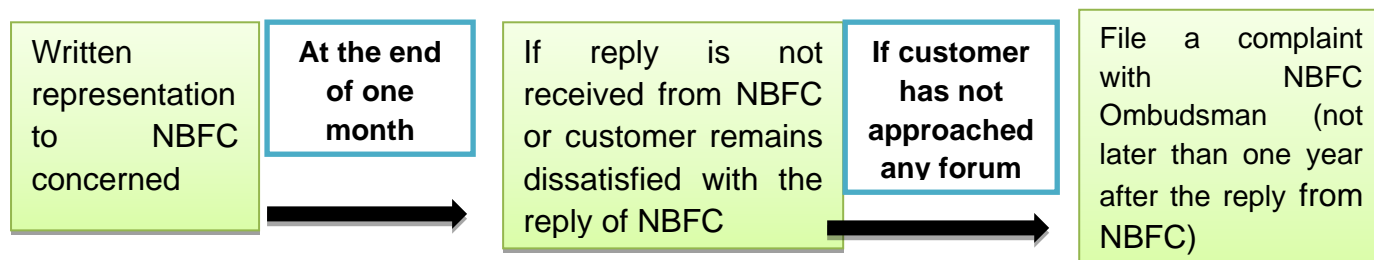 Written
representation
to NBFC
concerned
At the end
of one
month
If reply is not
received from NBFC
or customer remains
dissatisfied with the
reply of NBFC
If customer
has not
approached
any forum
File a complaint
with NBFC
Ombudsman (not
later than one year
after the reply from
NBFC)